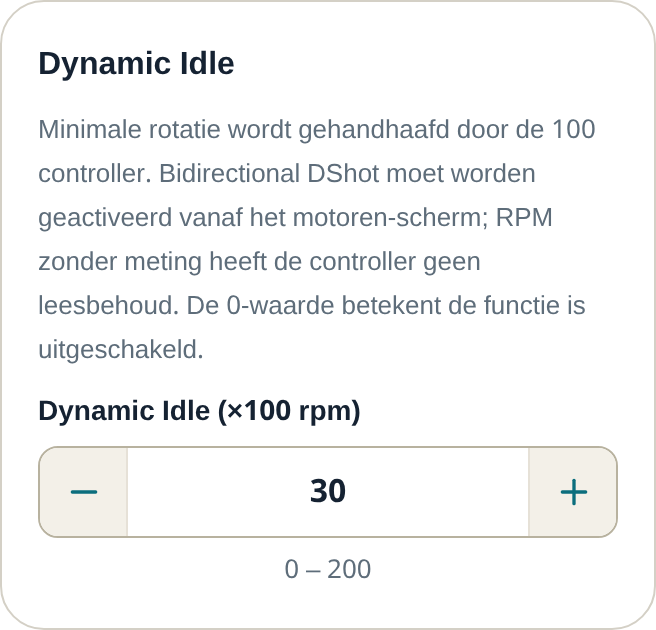 Dynamic Idle
Minimale rotatie wordt gehandhaafd door de 100
controller. Bidirectional DShot moet worden
geactiveerd vanaf het motoren-scherm; RPM
zonder meting heeft de controller geen
leesbehoud. De 0-waarde betekent de functie is
uitgeschakeld.
Dynamic Idle (×100 rpm)
− 30 +
0 – 200